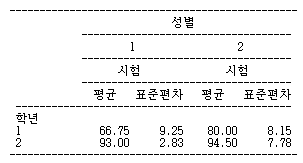 성별
1 2
시험 시험
평균 표준편차 평균 표준편차
학년
1 66.75 9.25 80.00 8.15
2 93.00 2.83 94.50 7.78